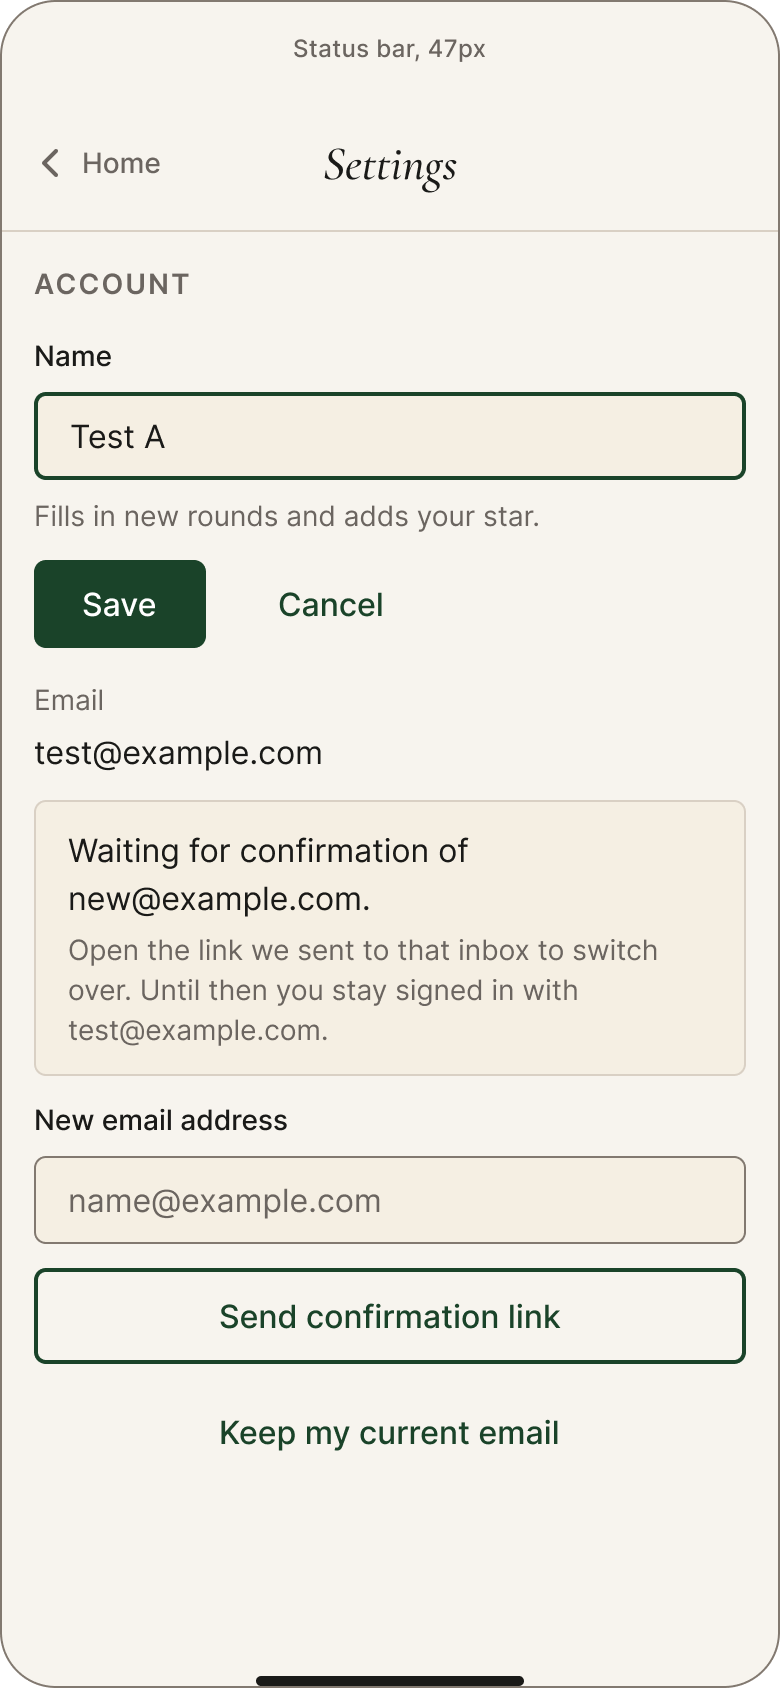 Status bar, 47px
Home
Settings
ACCOUNT
Name
Test A
Fills in new rounds and adds your star.
Save
Cancel
Email
test@example.com
Waiting for confirmation of
new@example.com.
Open the link we sent to that inbox to switch
over. Until then you stay signed in with
test@example.com.
New email address
name@example.com
Send confirmation link
Keep my current email